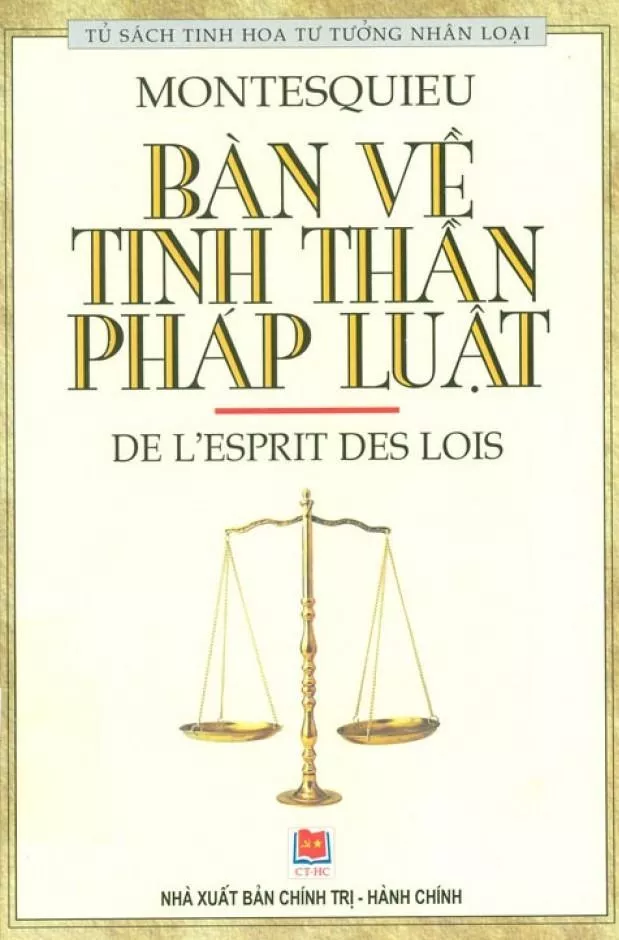 TỦ SÁCH TINH HOA TƯ TƯỞNG NHÂN LOẠI
MONTESQUIEU
BÀN VỀ
TINH THẦN
PHÁP LUẬT
DE L'ESPRIT DES LOIS
CT-HC
NHÀ XUẤT BẢN CHÍNH TRỊ - HÀNH CHÍNH